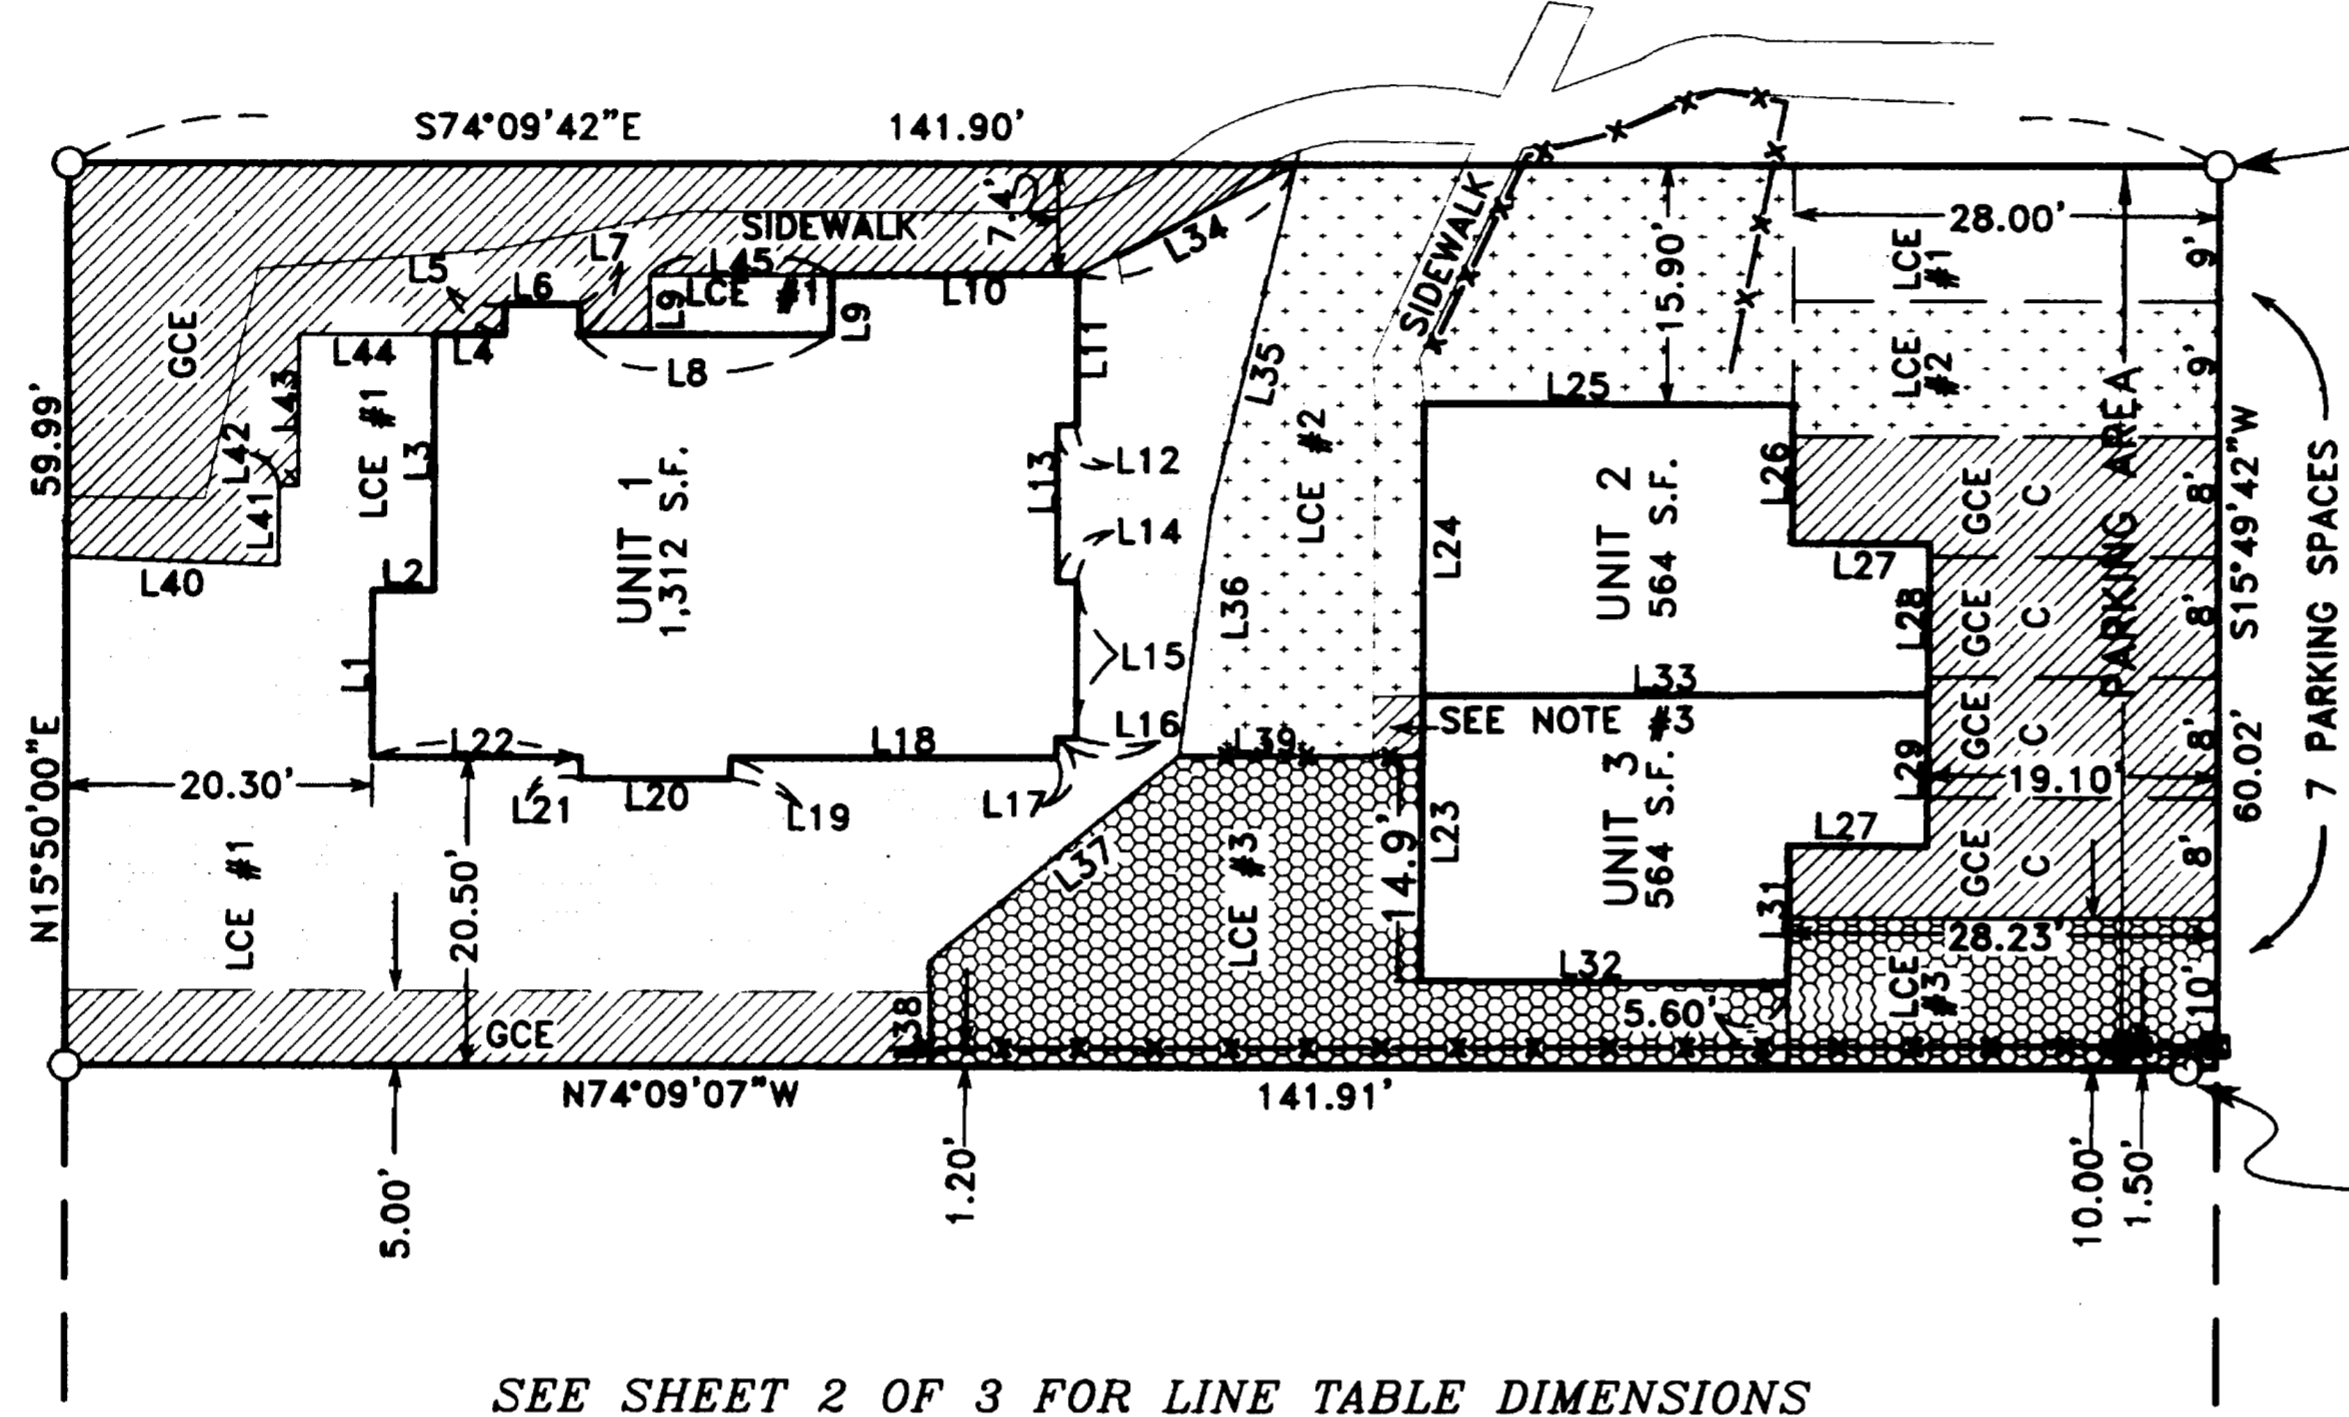 S74°09'42"E 141.90'
7.45'
SIDEWALK
L34
L5
L7
L6
L45
LCE #1
L9
L9
L10
L4
L8
L11
GCE
L44
L43
L42
L41
LCE #1
L3
L2
L40
L1
UNIT 1
1,312 S.F.
L12
L13
L14
L15
L16
L17
L18
L19
L20
L21
L22
20.30'
20.50'
59.99'
N15°50'00"E
LCE #1
GCE
5.00'
N74°09'07"W 141.91'
1.20'
L35
L36
LCE #2
SIDEWALK
15.90'
28.00'
LCE #1
9'
LCE #2
9'
L25
L26
L24
UNIT 2
564 S.F.
L27
L28
L33
SEE NOTE #3
L39
L37
L38
LCE #3
14.9'
L23
UNIT 3
564 S.F.
L29
L27
L31
L32
5.60'
GCE C 8'
GCE C 8'
GCE C 8'
GCE C 8'
PARKING AREA
19.10'
28.23'
LCE #3
10'
S15°49'42"W
60.02'
7 PARKING SPACES
10.00'
1.50'
SEE SHEET 2 OF 3 FOR LINE TABLE DIMENSIONS